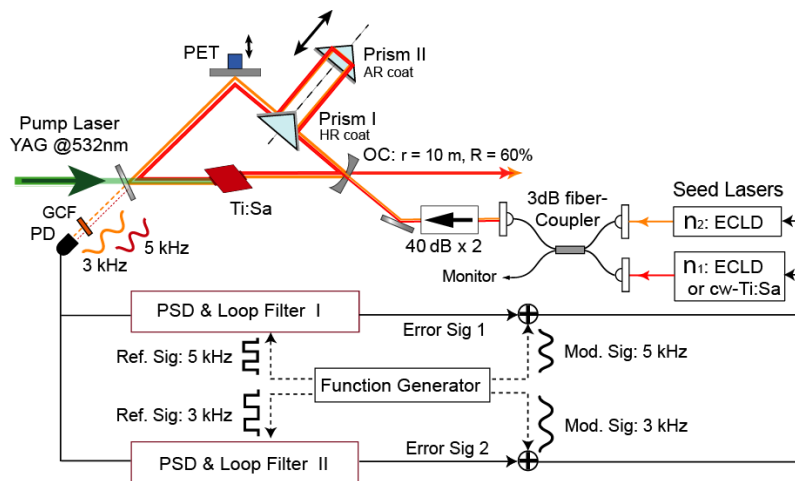 PET
Prism II
AR coat
Prism I
HR coat
Pump Laser
YAG @532nm
OC: r = 10 m, R = 60%
Ti:Sa
GCF
PD
3 kHz
5 kHz
40 dB x 2
3dB fiber-
Coupler
Monitor
Seed Lasers
n2: ECLD
n1: ECLD
or cw-Ti:Sa
PSD & Loop Filter I
Error Sig 1
Ref. Sig: 5 kHz
Mod. Sig: 5 kHz
Function Generator
Ref. Sig: 3 kHz
Mod. Sig: 3 kHz
PSD & Loop Filter II
Error Sig 2